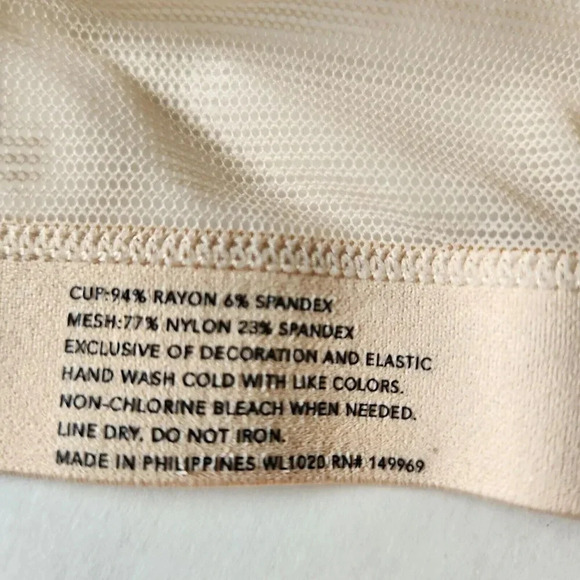 CUP:94% RAYON 6% SPANDEX
MESH:77% NYLON 23% SPANDEX
EXCLUSIVE OF DECORATION AND ELASTIC
HAND WASH COLD WITH LIKE COLORS.
NON-CHLORINE BLEACH WHEN NEEDED.
LINE DRY. DO NOT IRON.
MADE IN PHILIPPINES WL1020 RN# 149969